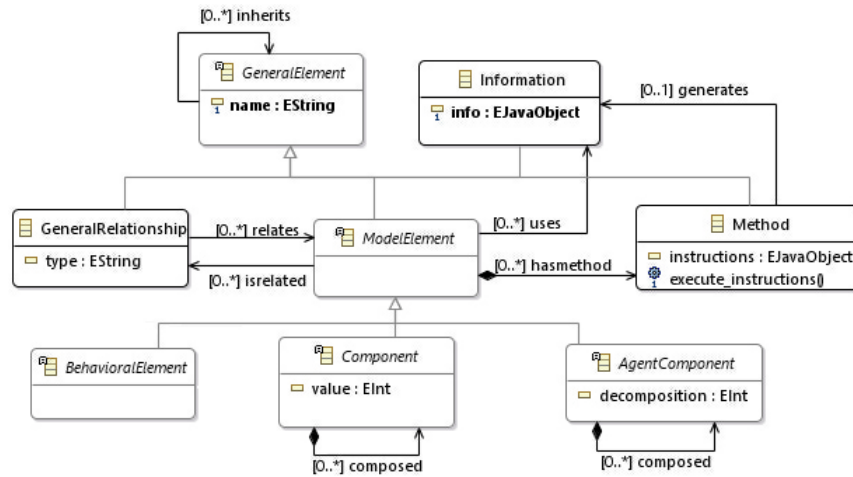 [0..*] inherits
GeneralElement
name : EString
Information
info : EJavaObject
[0..1] generates
GeneralRelationship
type : EString
[0..*] relates
[0..*] isrelated
ModelElement
[0..*] uses
[0..*] hasmethod
Method
instructions : EJavaObject
execute_instructions()
BehavioralElement
Component
value : EInt
[0..*] composed
AgentComponent
decomposition : EInt
[0..*] composed